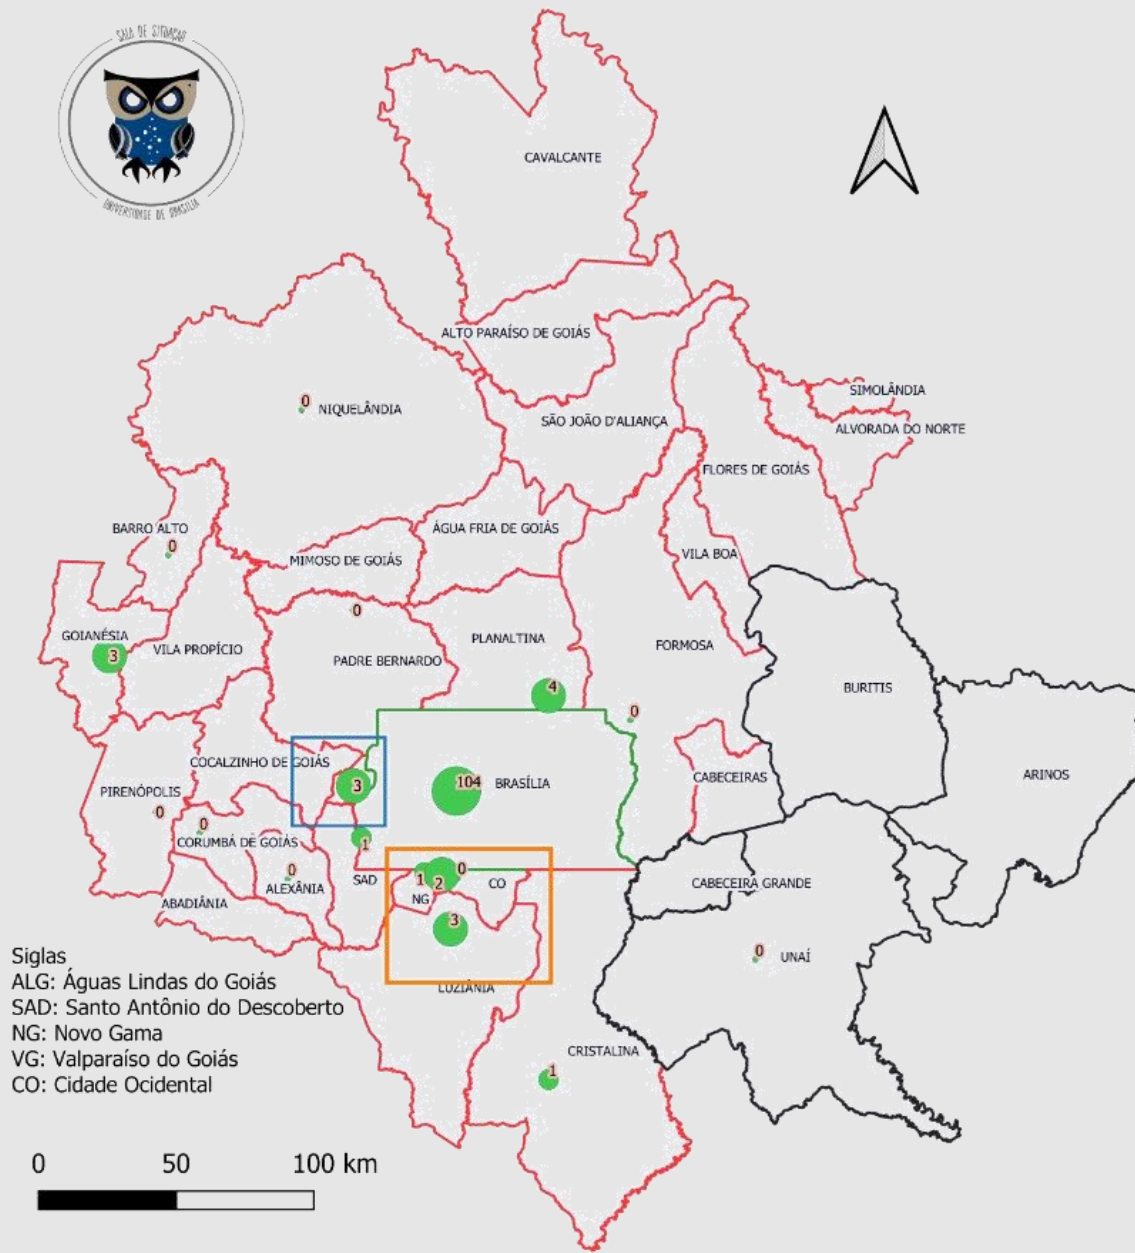 SALA DE SITUAÇÃO
UNIVERSIDADE DE BRASÍLIA
CAVALCANTE
ALTO PARAÍSO DE GOIÁS
SIMOLÂNDIA
0
NIQUELÂNDIA
SÃO JOÃO D'ALIANÇA
ALVORADA DO NORTE
FLORES DE GOIÁS
BARRO ALTO
0
ÁGUA FRIA DE GOIÁS
MIMOSO DE GOIÁS
VILA BOA
0
GOIANÉSIA
3
VILA PROPÍCIO
PADRE BERNARDO
PLANALTINA
FORMOSA
4
BURITIS
0
COCALZINHO DE GOIÁS
3
104
BRASÍLIA
CABECEIRAS
ARINOS
PIRENÓPOLIS
0
0
CORUMBÁ DE GOIÁS
1
0
ALEXÂNIA
ABADIÂNIA
SAD
1
2
0
NG
CO
CABECEIRA GRANDE
3
0
UNAÍ
LUZIÂNIA
CRISTALINA
1
Siglas
ALG: Águas Lindas do Goiás
SAD: Santo Antônio do Descoberto
NG: Novo Gama
VG: Valparaíso do Goiás
CO: Cidade Ocidental
0 50 100 km